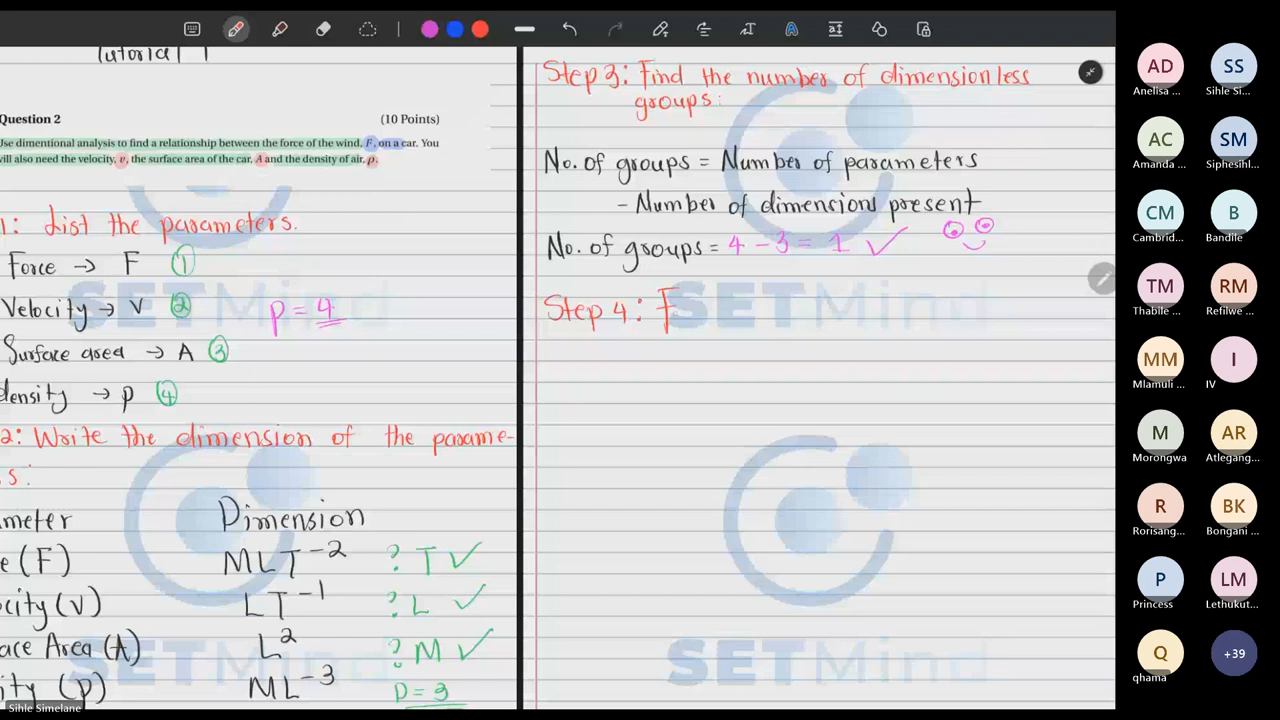 Tutorial 1
Question 2 (10 Points)
Use dimentional analysis to find a relationship between the force of the wind, F, on a car. You
will also need the velocity, v, the surface area of the car, A and the density of air, ρ.
1: List the parameters.
Force → F ①
Velocity → V ②
p = 4
Surface area → A ③
density → ρ ④
2: Write the dimension of the parame-
s:
meter Dimension
e (F) MLT⁻² ? T ✓
ocity (V) LT⁻¹ ? L ✓
ace Area (A) L² ? M ✓
ity (ρ) ML⁻³ D = 3
Sihle Simelane
Step 3: Find the number of dimensionless
groups:
No. of groups = Number of parameters
- Number of dimensions present
No. of groups = 4 - 3 = 1 ✓
Step 4: F
SETMind
SETMind
SETMind
SETMind
AD SS
Anelisa ... Sihle Si...
AC SM
Amanda ... Siphesihl...
CM B
Cambrid... Bandile
TM RM
Thabile ... Refilwe ...
MM I
Mlamuli ... IV
M AR
Morongwa Atlegang...
R BK
Rorisang... Bongani ...
P LM
Princess Lethukut...
Q +39
qhama